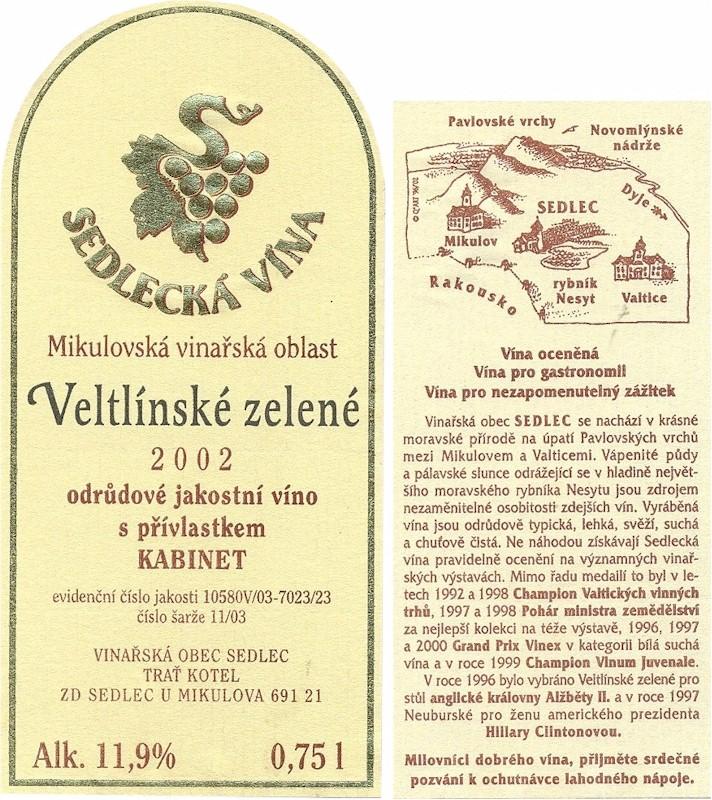 SEDLECKÁ VÍNA
Mikulovská vinařská oblast
Veltlínské zelené
2002
odrůdové jakostní víno
s přívlastkem
KABINET
evidenční číslo jakosti 10580V/03-7023/23
číslo šarže 11/03
VINAŘSKÁ OBEC SEDLEC
TRAŤ KOTEL
ZD SEDLEC U MIKULOVA 691 21
Alk. 11,9% 0,75 l
Pavlovské vrchy
Novomlýnské
nádrže
Dyje
SEDLEC
Mikulov
Rakousko
rybník
Nesyt
Valtice
Vína oceněná
Vína pro gastronomii
Vína pro nezapomenutelný zážitek
Vinařská obec SEDLEC se nachází v krásné
moravské přírodě na úpatí Pavlovských vrchů
mezi Mikulovem a Valticemi. Vápenité půdy
a pálavské slunce odrážející se v hladině největ-
šího moravského rybníka Nesytu jsou zdrojem
nezaměnitelné osobitosti zdejších vín. Vyráběná
vína jsou odrůdově typická, lehká, svěží, suchá
a chuťově čistá. Ne náhodou získávají Sedlecká
vína pravidelně ocenění na významných vinař-
ských výstavách. Mimo řadu medailí to byl v le-
tech 1992 a 1998 Champion Valtických vinných
trhů, 1997 a 1998 Pohár ministra zemědělství
za nejlepší kolekci na téže výstavě, 1996, 1997
a 2000 Grand Prix Vinex v kategorii bílá suchá
vína a v roce 1999 Champion Vinum Juvenale.
V roce 1996 bylo vybráno Veltlínské zelené pro
stůl anglické královny Alžběty II. a v roce 1997
Neuburské pro ženu amerického prezidenta
Hillary Clintonovou.
Milovníci dobrého vína, přijměte srdečné
pozvání k ochutnávce lahodného nápoje.